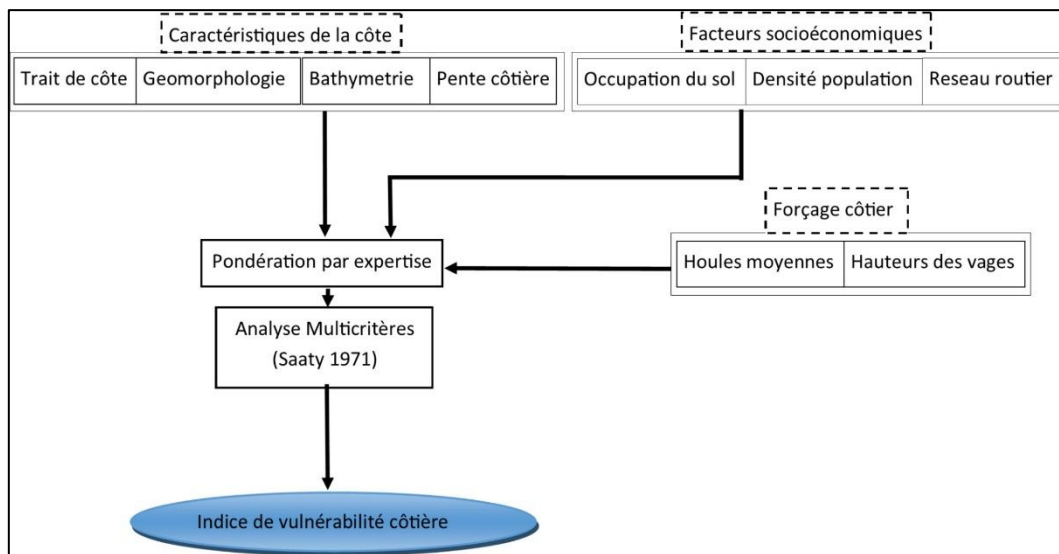 Caractéristiques de la côte
Trait de côte Geomorphologie Bathymetrie Pente côtière
Facteurs socioéconomiques
Occupation du sol Densité population Reseau routier
Forçage côtier
Houles moyennes Hauteurs des vages
Pondération par expertise
Analyse Multicritères
(Saaty 1971)
Indice de vulnérabilité côtière